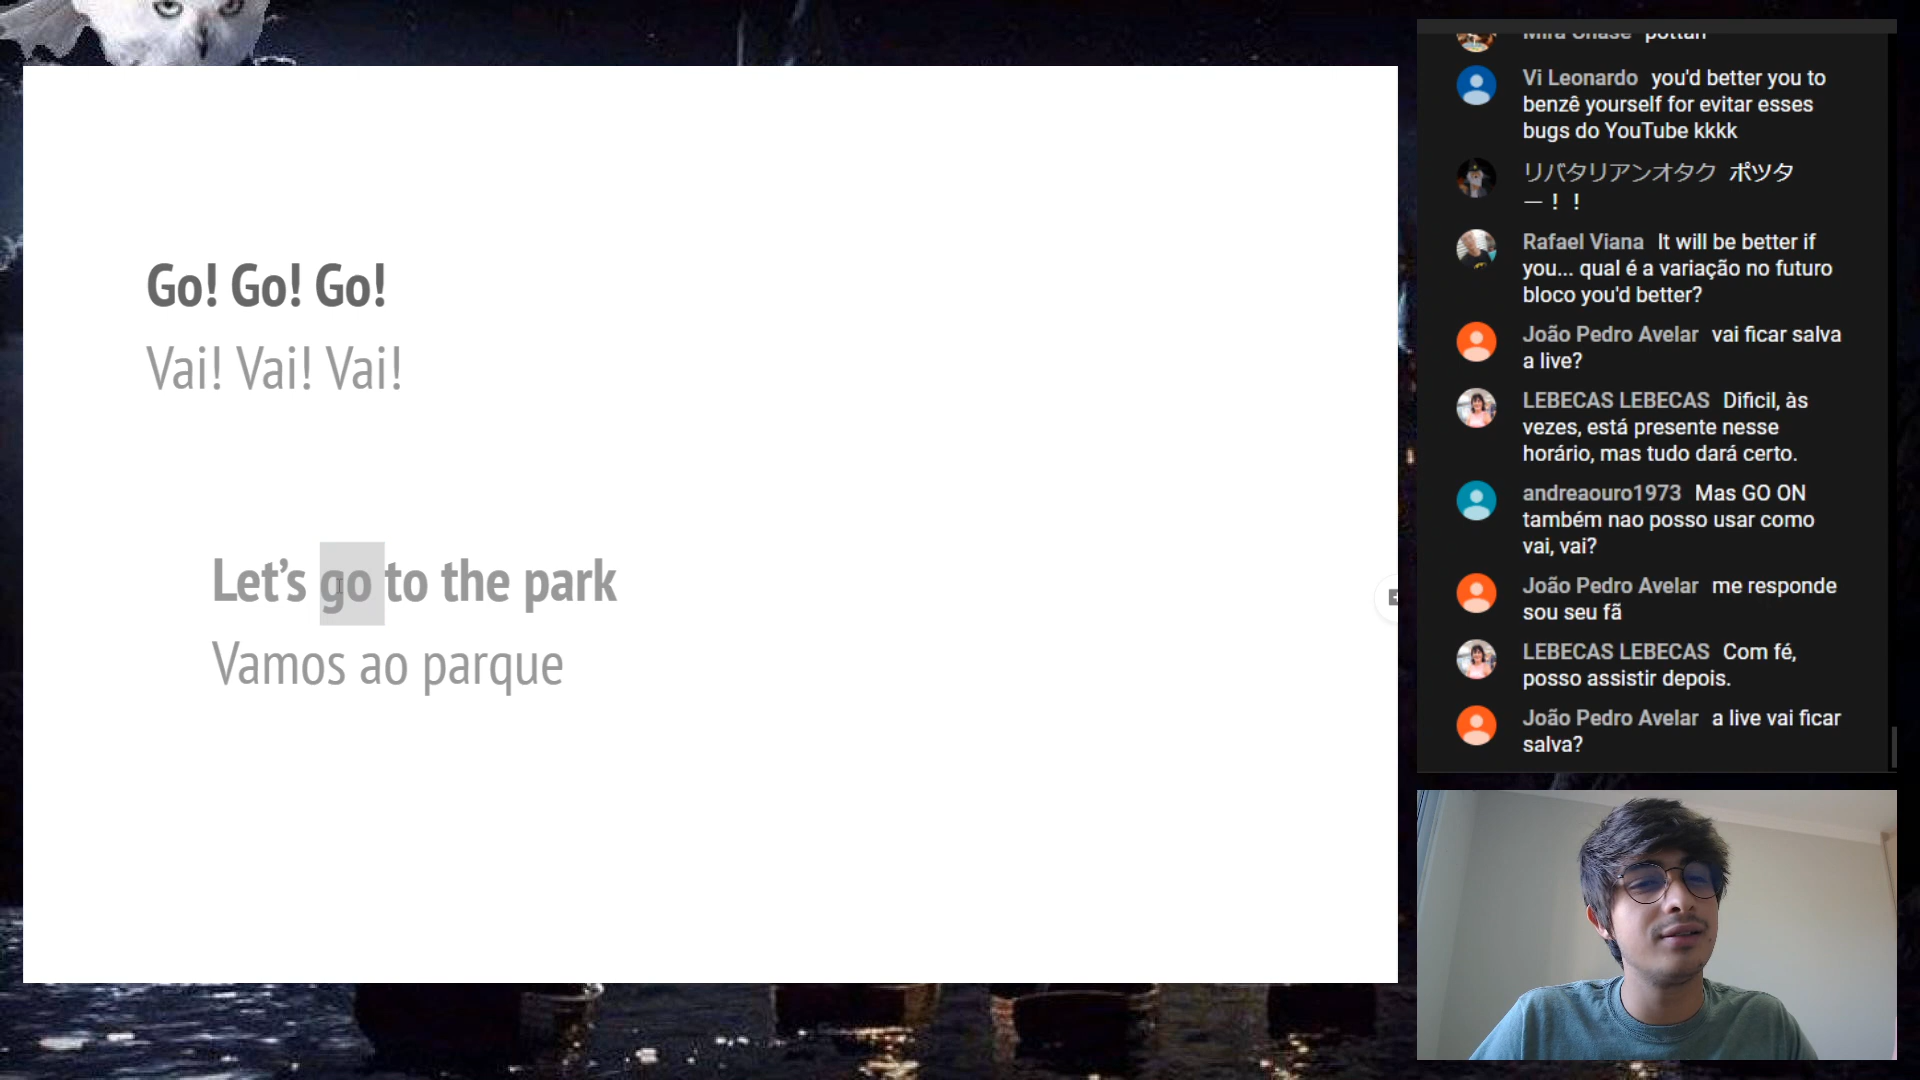 Go! Go! Go!
Vai! Vai! Vai!
Let's go to the park
Vamos ao parque
Mira Chase pottah
Vi Leonardo you'd better you to
benzê yourself for evitar esses
bugs do YouTube kkkk
リバタリアンオタク ポツタ
ー！！
Rafael Viana It will be better if
you... qual é a variação no futuro
bloco you'd better?
João Pedro Avelar vai ficar salva
a live?
LEBECAS LEBECAS Dificil, às
vezes, está presente nesse
horário, mas tudo dará certo.
andreaouro1973 Mas GO ON
também nao posso usar como
vai, vai?
João Pedro Avelar me responde
sou seu fã
LEBECAS LEBECAS Com fé,
posso assistir depois.
João Pedro Avelar a live vai ficar
salva?